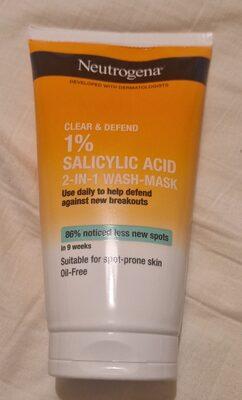 Neutrogena®
DEVELOPED WITH DERMATOLOGISTS
CLEAR & DEFEND
1%
SALICYLIC ACID
2-IN-1 WASH-MASK
Use daily to help defend
against new breakouts
86% noticed less new spots
in 9 weeks
Suitable for spot-prone skin
Oil-Free